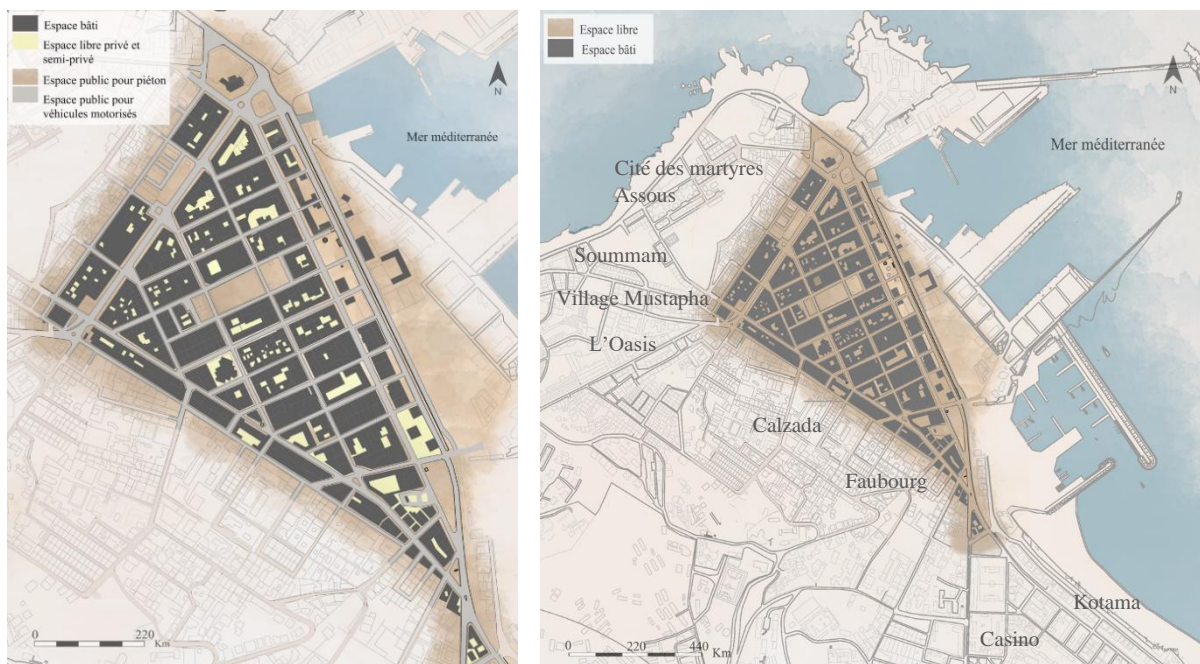 Espace bâti
Espace libre privé et
semi-privé
Espace public pour piéton
Espace public pour
véhicules motorisés
N
Mer méditerranée
0 220 Km
Espace libre
Espace bâti
N
Mer méditerranée
Cité des martyres
Assous
Soummam
Village Mustapha
L'Oasis
Calzada
Faubourg
Kotama
Casino
0 220 440 Km